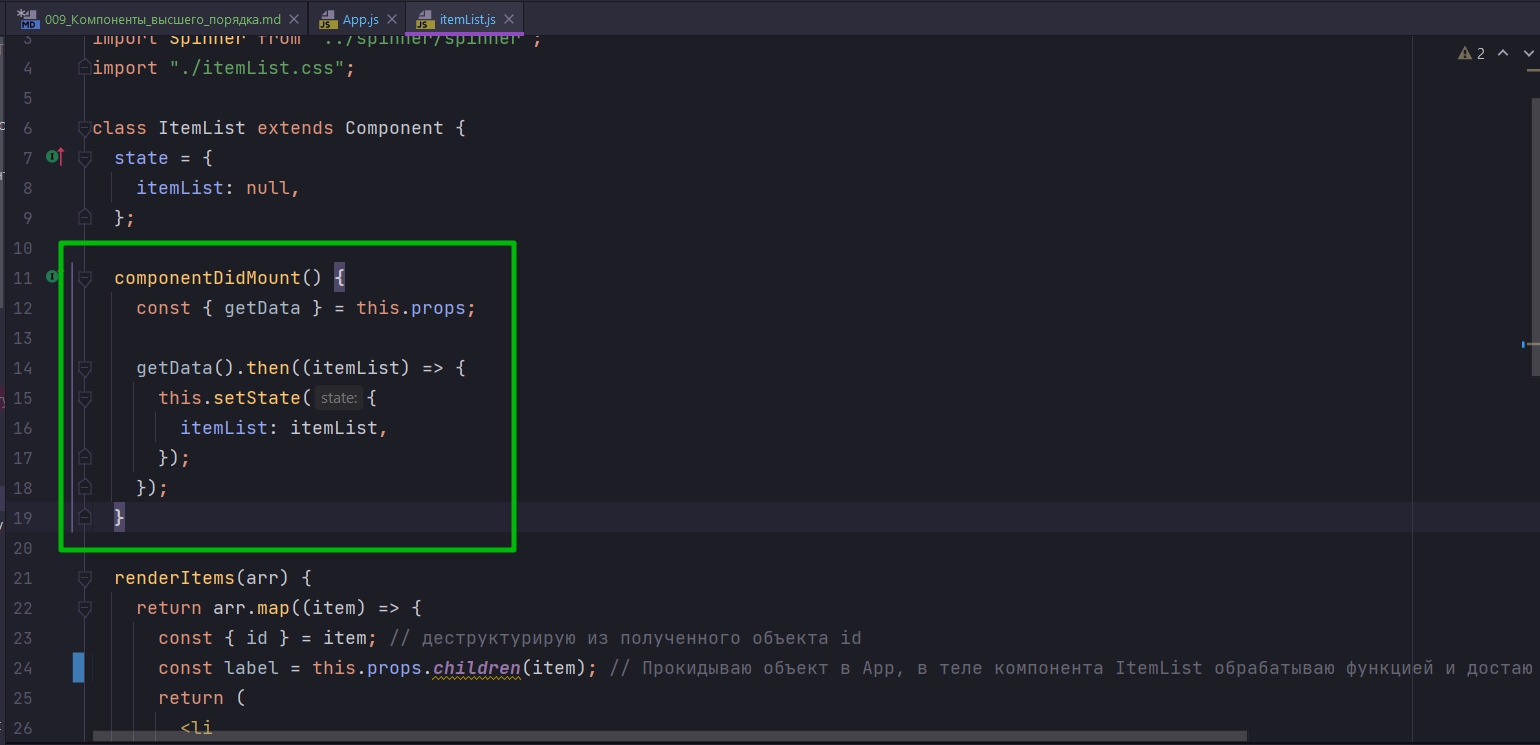 009_Компоненты_высшего_порядка.md
App.js
itemList.js
3 import Spinner from "../spinner/spinner";
4 import "./itemList.css";
5
6 class ItemList extends Component {
7 state = {
8 itemList: null,
9 };
10
11 componentDidMount() {
12 const { getData } = this.props;
13
14 getData().then((itemList) => {
15 this.setState( state: {
16 itemList: itemList,
17 });
18 });
19 }
20
21 renderItems(arr) {
22 return arr.map((item) => {
23 const { id } = item; // деструктурирую из полученного объекта id
24 const label = this.props.children(item); // Прокидываю объект в App, в теле компонента ItemList обрабатываю функцией и достаю
25 return (
26 <li
2